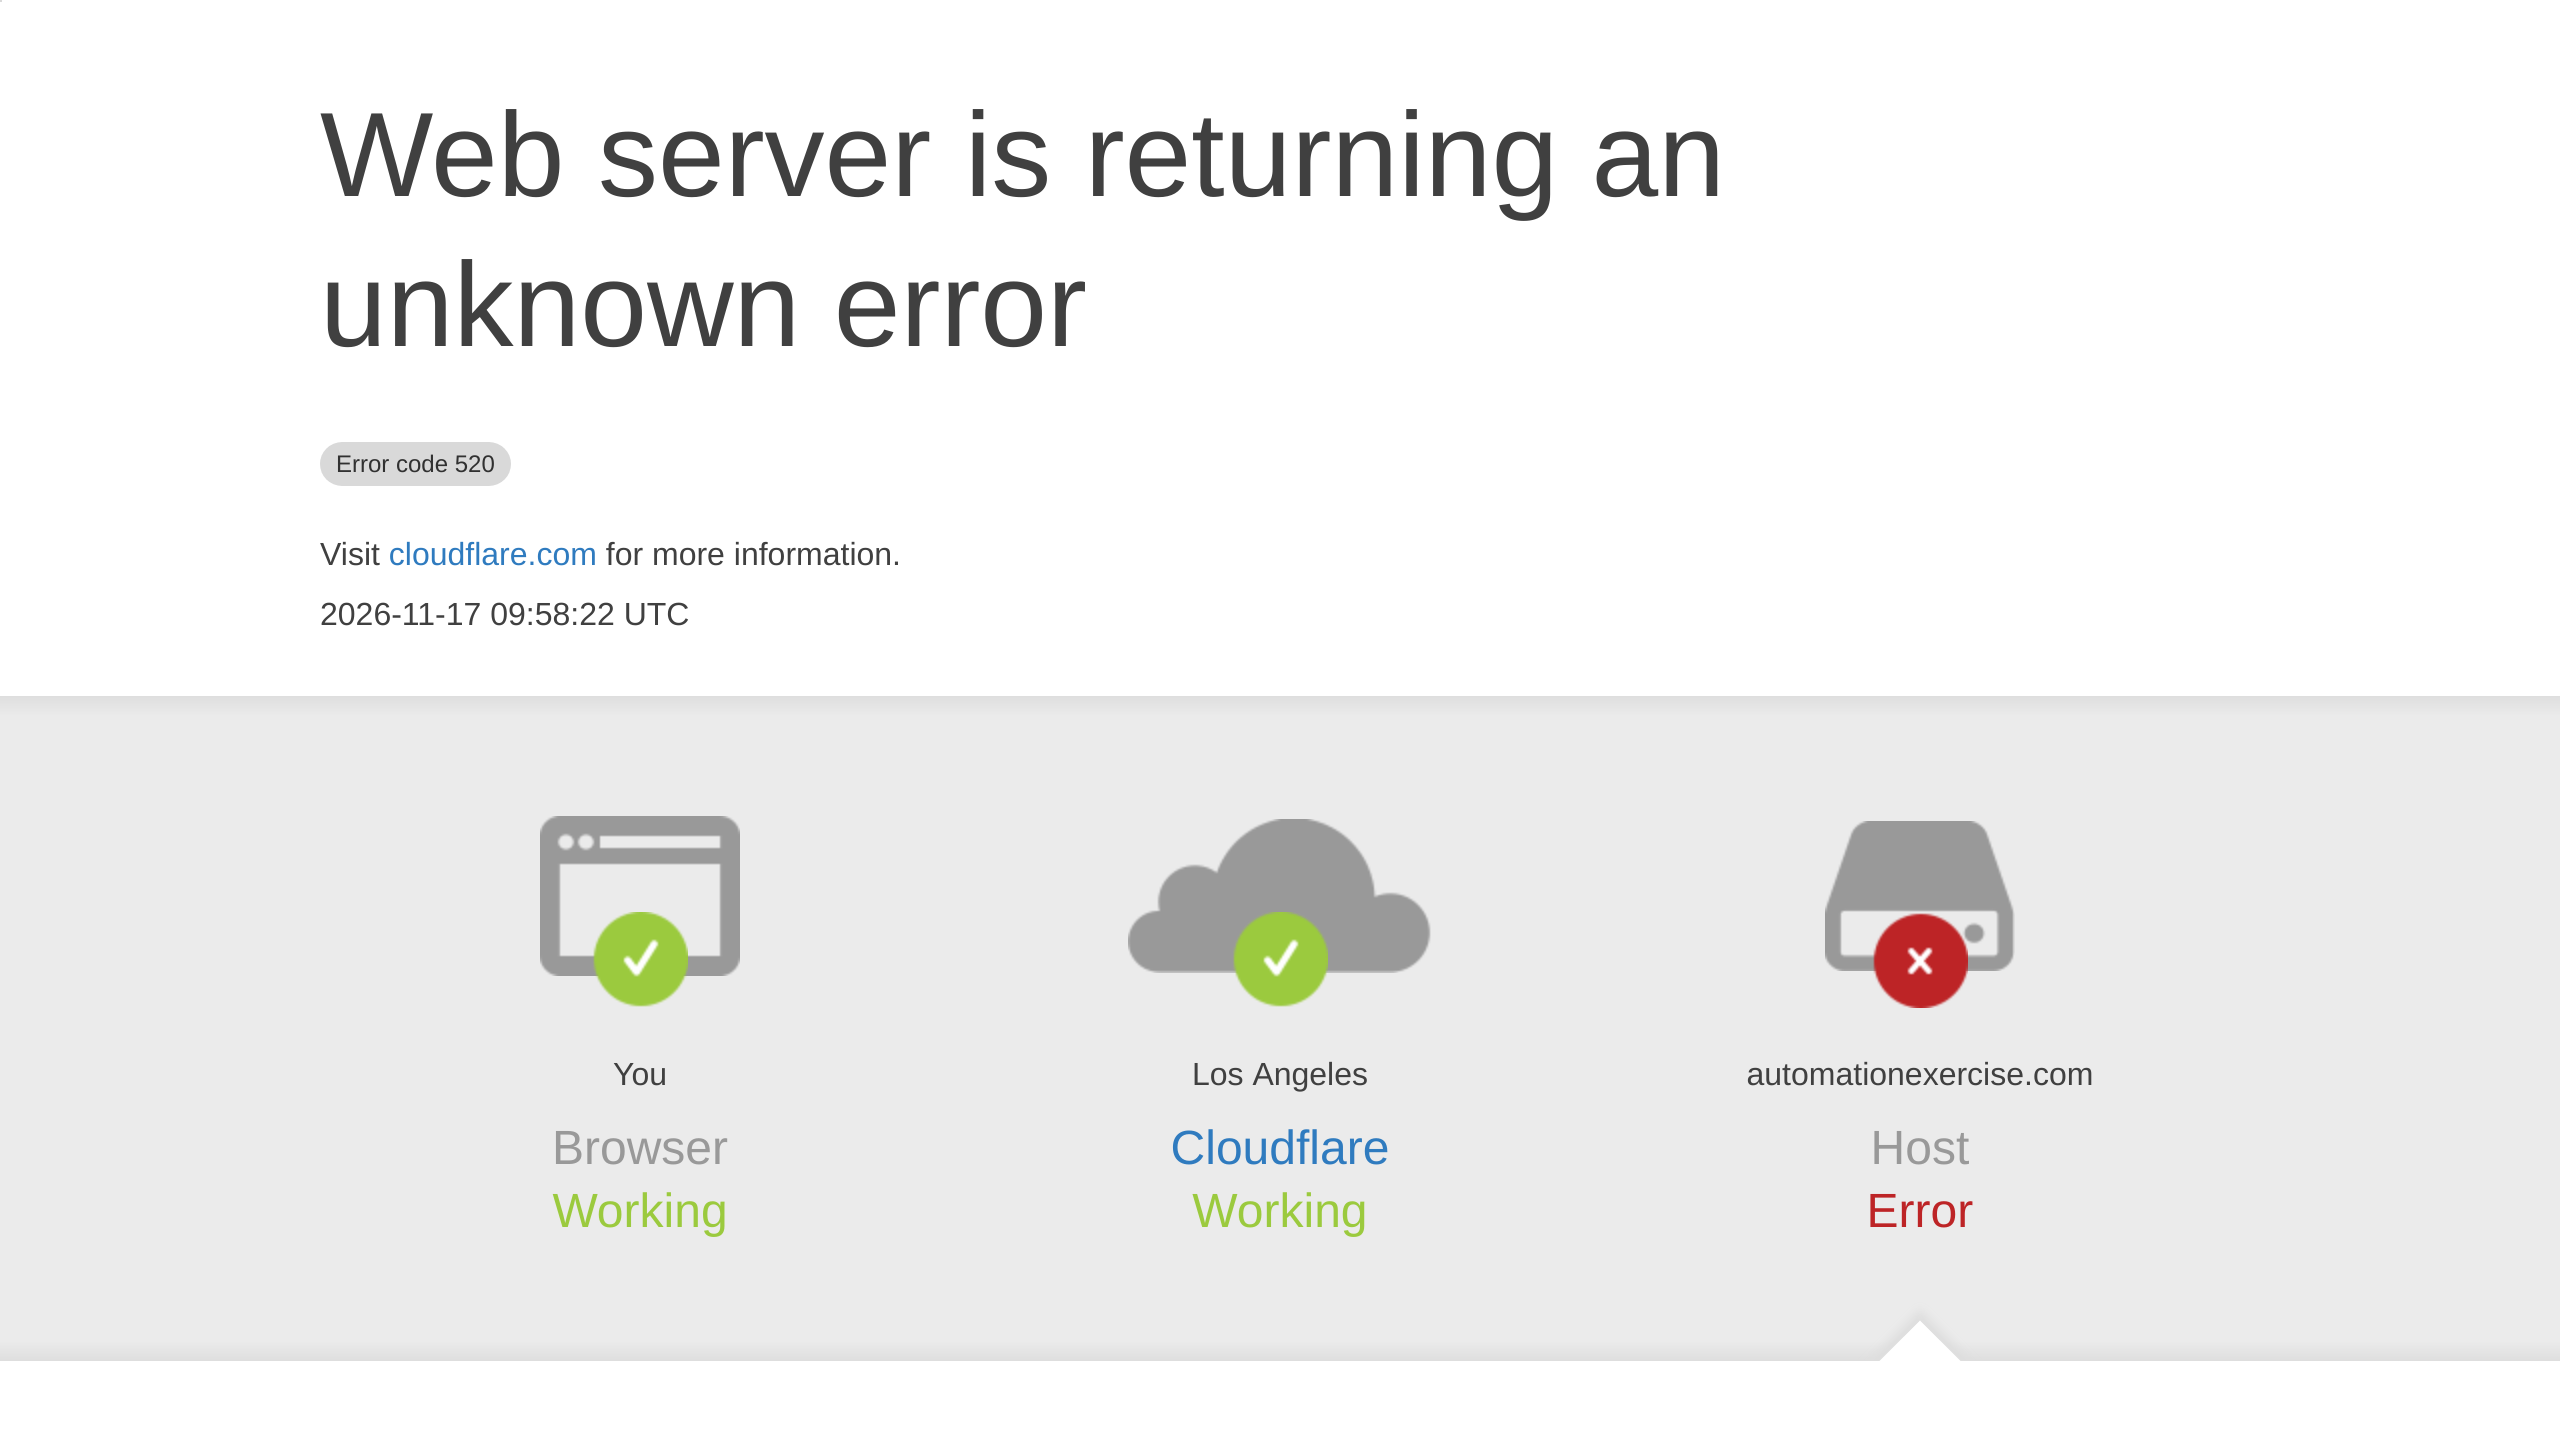 Web server is returning an
unknown error
Error code 520
Visit cloudflare.com for more information.
2026-11-17 09:58:22 UTC
You
Browser
Working
Los Angeles
Cloudflare
Working
automationexercise.com
Host
Error